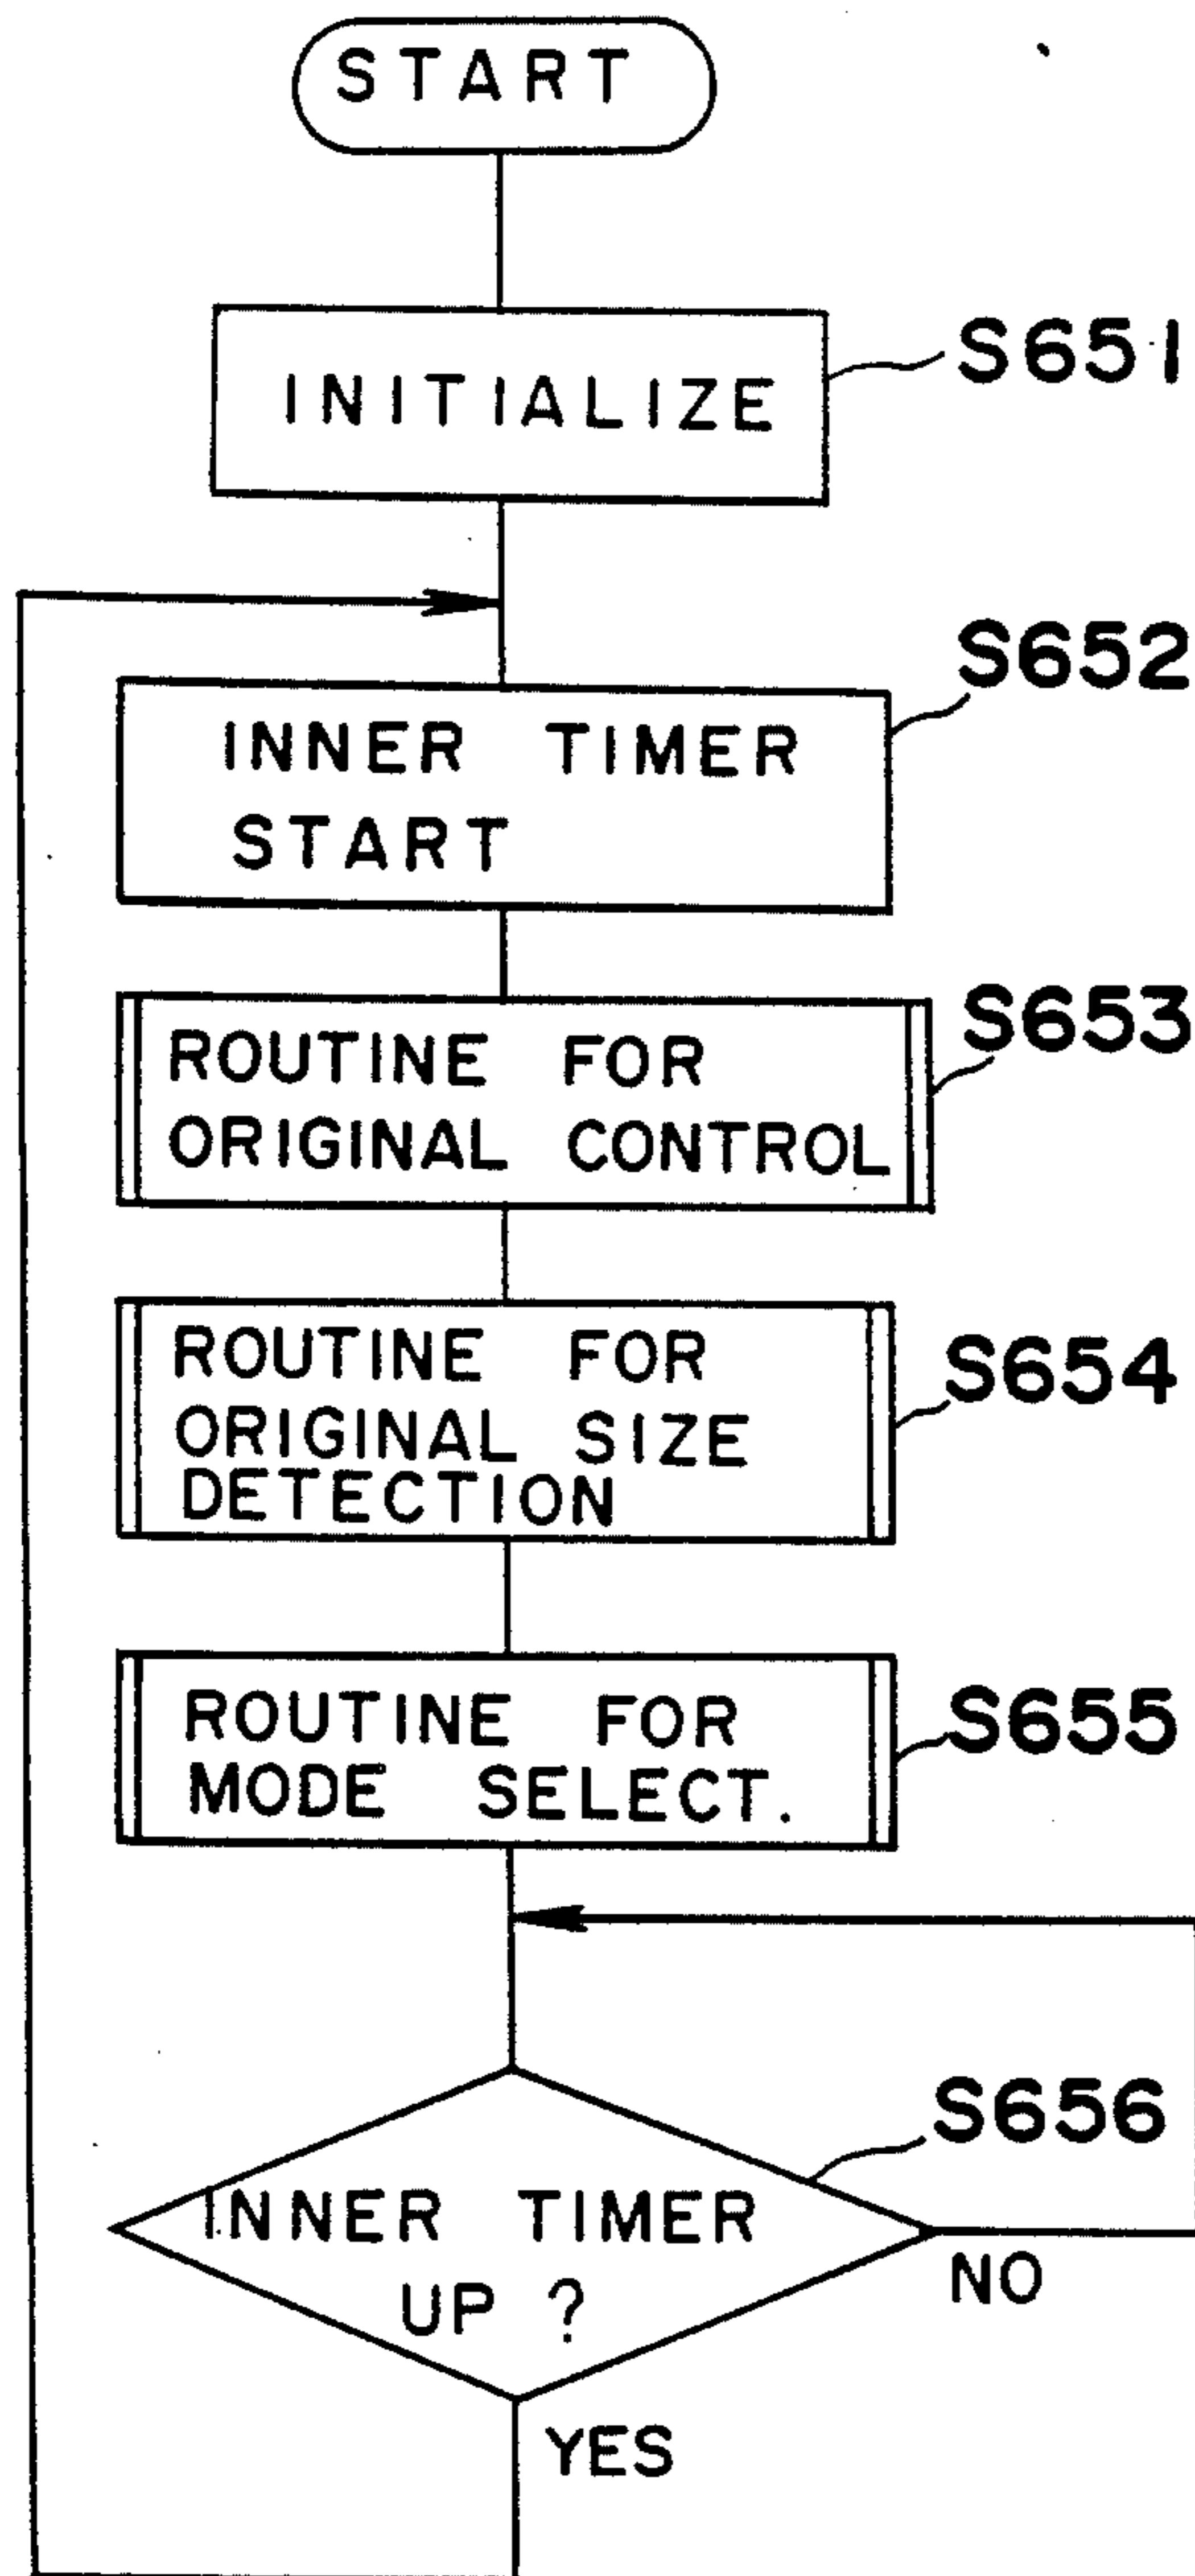 START
INITIALIZE
S651
INNER TIMER
START
S652
ROUTINE FOR
ORIGINAL CONTROL
S653
ROUTINE FOR
ORIGINAL SIZE
DETECTION
S654
ROUTINE FOR
MODE SELECT.
S655
INNER TIMER
UP ?
S656
NO
YES